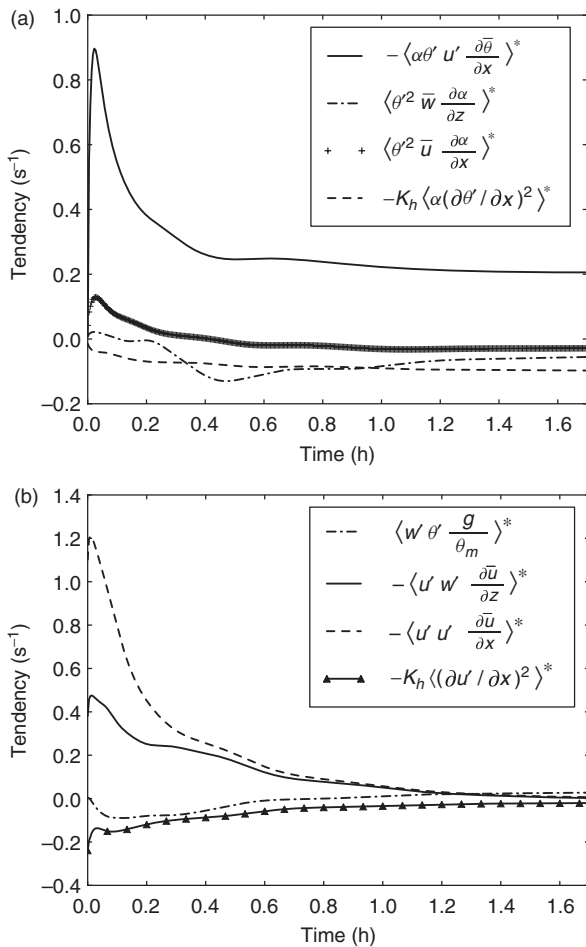 (a)
1.0
0.8
0.6
0.4
0.2
0.0
−0.2
Tendency (s⁻¹)
− ⟨αθ′ u′ ∂θ̅/∂x⟩*
⟨θ′² w̅ ∂α/∂z⟩*
⟨θ′² u̅ ∂α/∂x⟩*
−Kₕ ⟨α(∂θ′/∂x)²⟩*
0.0 0.2 0.4 0.6 0.8 1.0 1.2 1.4 1.6
Time (h)
(b)
1.4
1.2
1.0
0.8
0.6
0.4
0.2
0.0
−0.2
−0.4
Tendency (s⁻¹)
⟨w′ θ′ g/θₘ⟩*
− ⟨u′ w′ ∂u̅/∂z⟩*
− ⟨u′ u′ ∂u̅/∂x⟩*
−Kₕ ⟨(∂u′/∂x)²⟩*
0.0 0.2 0.4 0.6 0.8 1.0 1.2 1.4 1.6
Time (h)